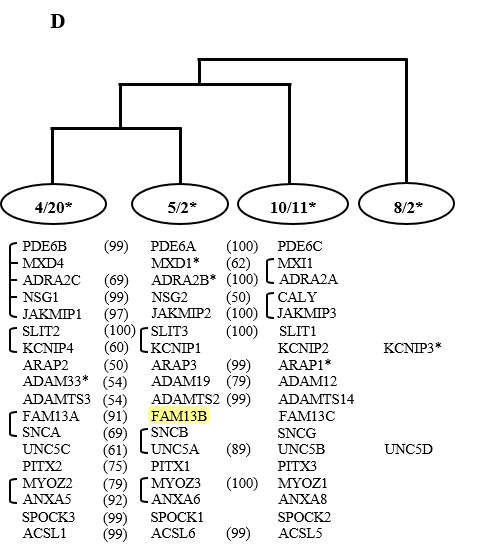 D
4/20* 5/2* 10/11* 8/2*
PDE6B (99) PDE6A (100) PDE6C
MXD4 MXD1* (62) MXI1
ADRA2C (69) ADRA2B* (100) ADRA2A
NSG1 (99) NSG2 (50) CALY
JAKMIP1 (97) JAKMIP2 (100) JAKMIP3
SLIT2 (100) SLIT3 (100) SLIT1
KCNIP4 (60) KCNIP1 KCNIP2 KCNIP3*
ARAP2 (50) ARAP3 (99) ARAP1*
ADAM33* (54) ADAM19 (79) ADAM12
ADAMTS3 (54) ADAMTS2 (99) ADAMTS14
FAM13A (91) FAM13B FAM13C
SNCA (69) SNCB SNCG
UNC5C (61) UNC5A (89) UNC5B UNC5D
PITX2 (75) PITX1 PITX3
MYOZ2 (79) MYOZ3 (100) MYOZ1
ANXA5 (92) ANXA6 ANXA8
SPOCK3 (99) SPOCK1 SPOCK2
ACSL1 (99) ACSL6 (99) ACSL5